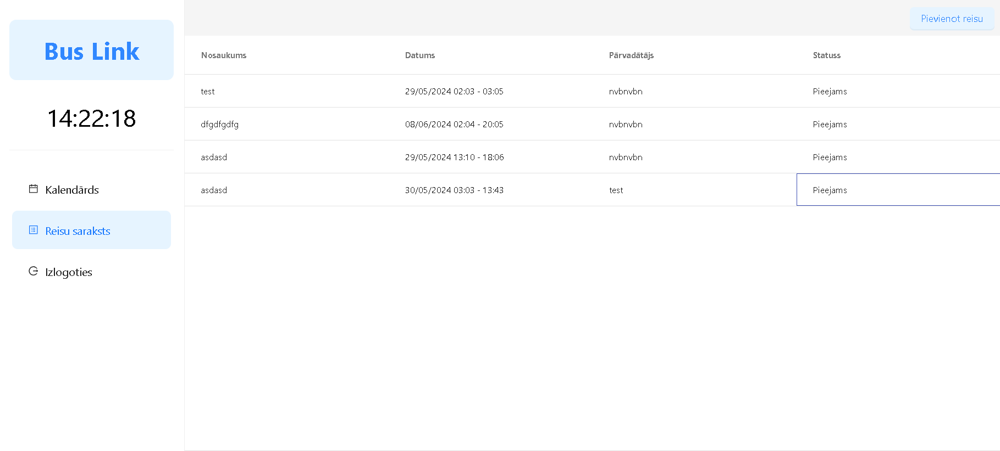 Bus Link
14:22:18
Kalendārds
Reisu saraksts
Izlogoties
Pievienot reisu
Nosaukums Datums Pārvadātājs Statuss
test 29/05/2024 02:03 - 03:05 nvbnvbn Pieejams
dfgdfgdfg 08/06/2024 02:04 - 20:05 nvbnvbn Pieejams
asdasd 29/05/2024 13:10 - 18:06 nvbnvbn Pieejams
asdasd 30/05/2024 03:03 - 13:43 test Pieejams